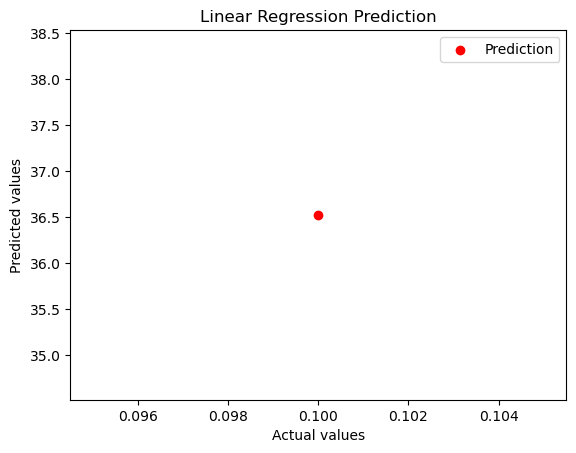 Linear Regression Prediction
Prediction
38.5
38.0
37.5
37.0
36.5
36.0
35.5
35.0
Predicted values
0.096 0.098 0.100 0.102 0.104
Actual values